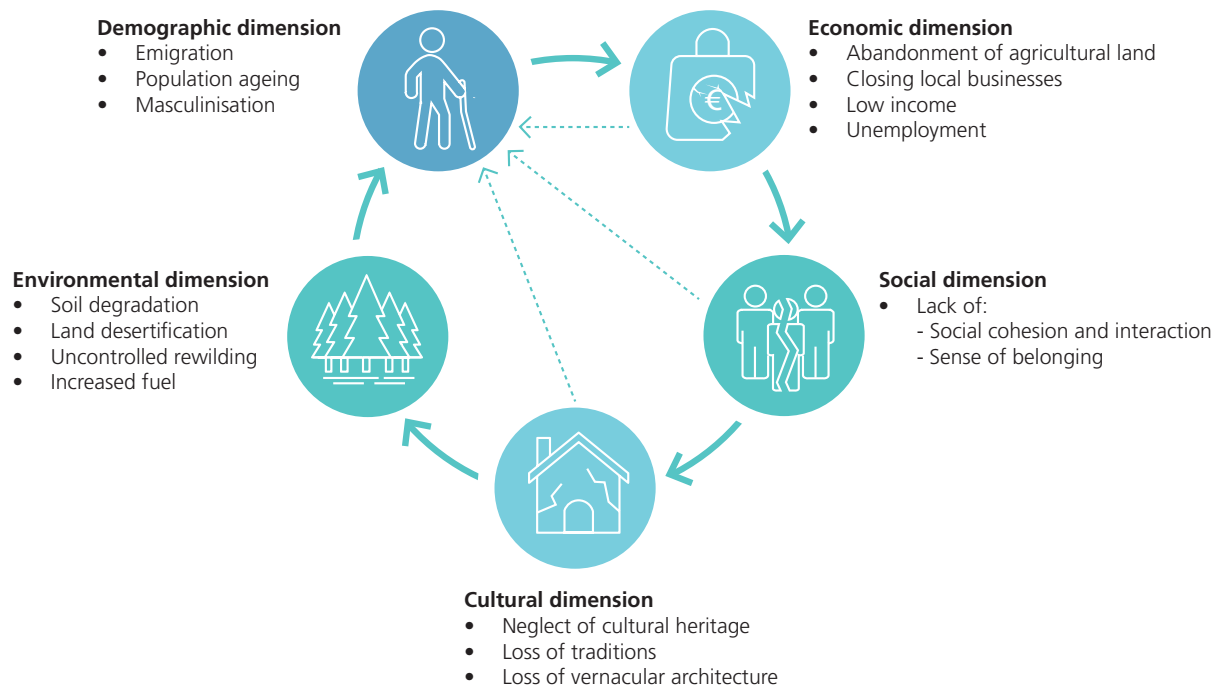 Demographic dimension
• Emigration
• Population ageing
• Masculinisation
Economic dimension
• Abandonment of agricultural land
• Closing local businesses
• Low income
• Unemployment
€
Environmental dimension
• Soil degradation
• Land desertification
• Uncontrolled rewilding
• Increased fuel
Social dimension
• Lack of:
- Social cohesion and interaction
- Sense of belonging
Cultural dimension
• Neglect of cultural heritage
• Loss of traditions
• Loss of vernacular architecture